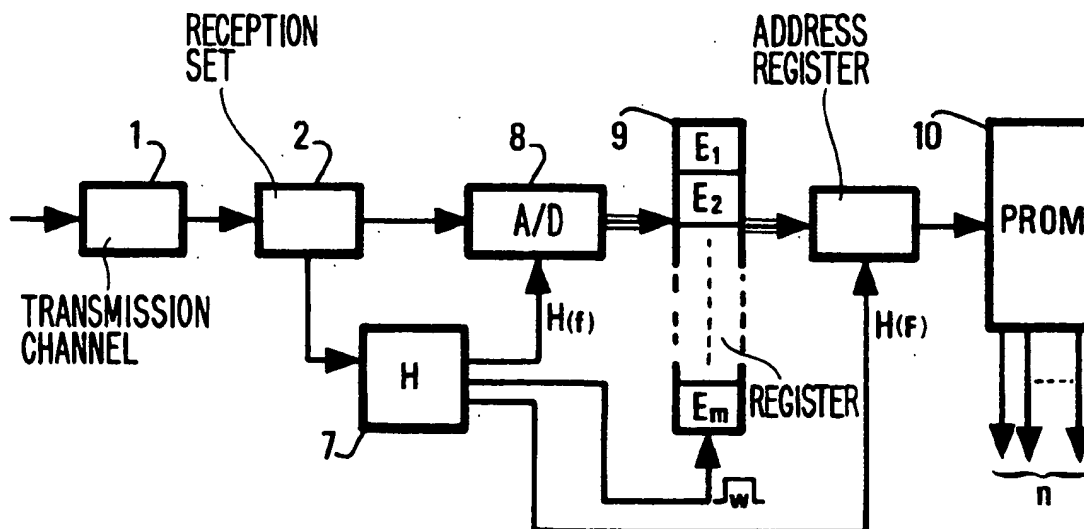 RECEPTION
SET
ADDRESS
REGISTER
1
2
8
9
10
E1
E2
A/D
PROM
TRANSMISSION
CHANNEL
H(f)
H(F)
H
7
REGISTER
Em
w
n